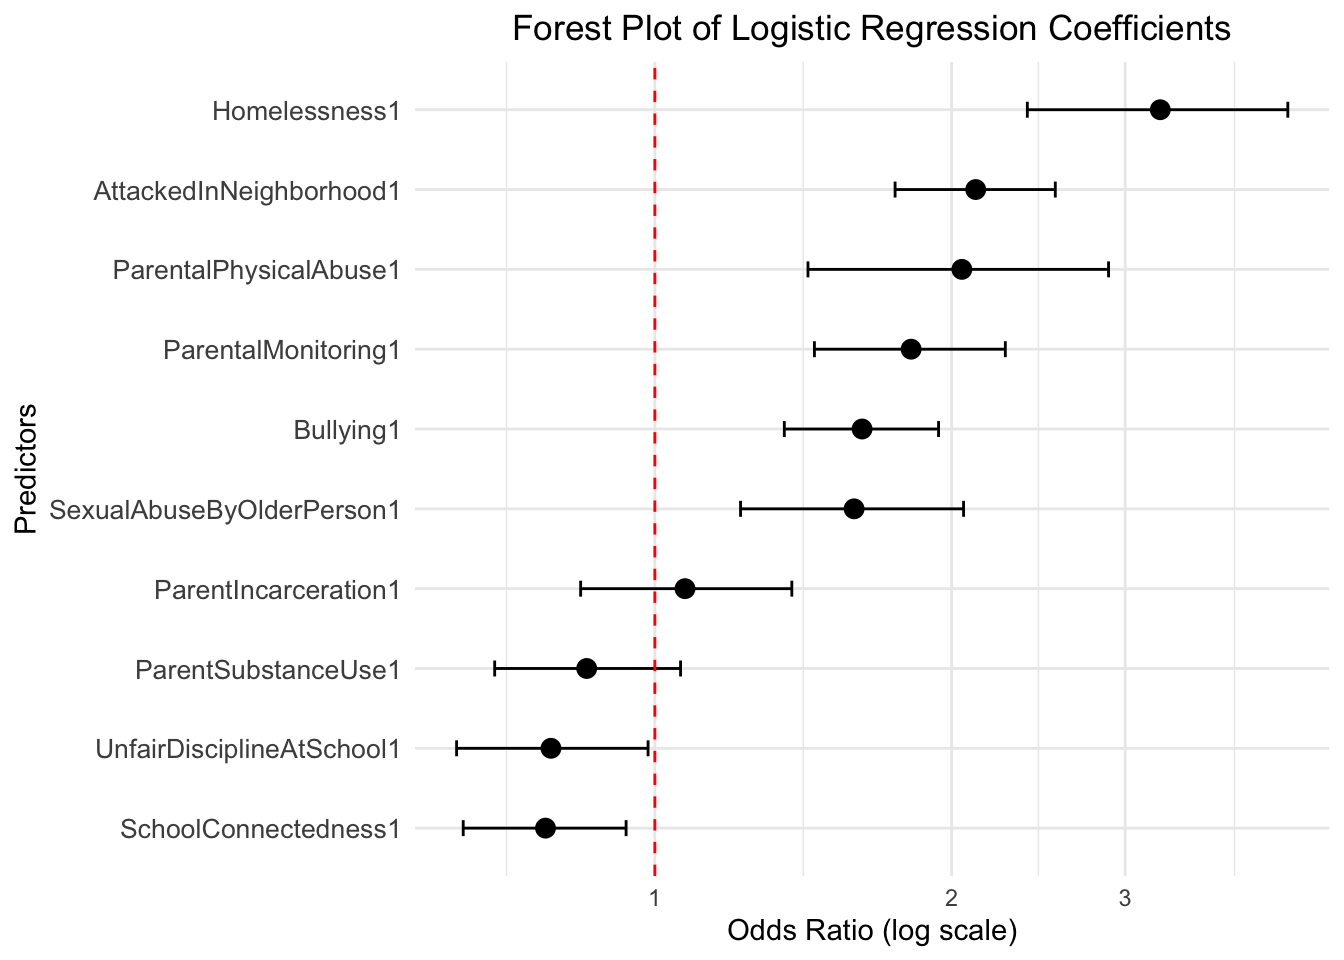 Forest Plot of Logistic Regression Coefficients
Predictors
Homelessness1
AttackedInNeighborhood1
ParentalPhysicalAbuse1
ParentalMonitoring1
Bullying1
SexualAbuseByOlderPerson1
ParentIncarceration1
ParentSubstanceUse1
UnfairDisciplineAtSchool1
SchoolConnectedness1
1 2 3
Odds Ratio (log scale)